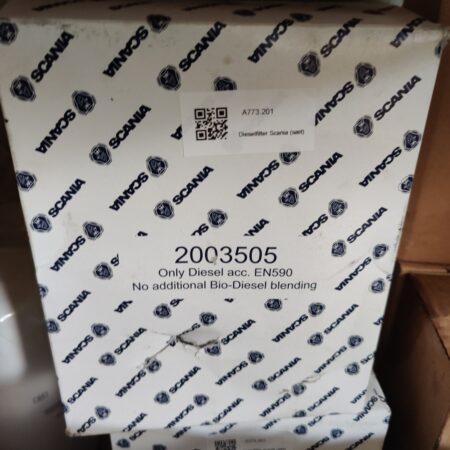 SCANIA
A773.201
Dieselfilter Scania (sæt)
2003505
Only Diesel acc. EN590
No additional Bio-Diesel blending